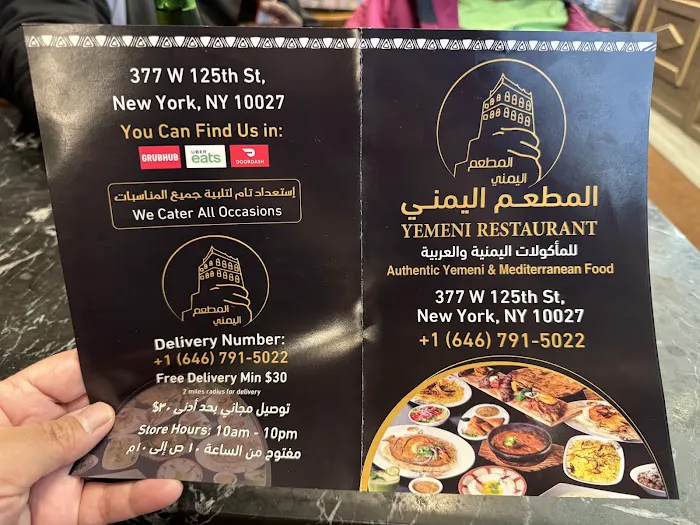 377 W 125th St,
New York, NY 10027
You Can Find Us in:
GRUBHUB
UBER
eats
DOORDASH
إستعداد تام لتلبية جميع المناسبات
We Cater All Occasions
المطعم
اليمني
Delivery Number:
+1 (646) 791-5022
Free Delivery Min $30
2 miles radius for delivery
توصيل مجاني بحد أدنى ٣٠$
Store Hours: 10am - 10pm
مفتوح من الساعة ١٠ ص إلى ١٠م
المطعم
اليمني
المطعم اليمني
YEMENI RESTAURANT
للمأكولات اليمنية والعربية
Authentic Yemeni & Mediterranean Food
377 W 125th St,
New York, NY 10027
+1 (646) 791-5022